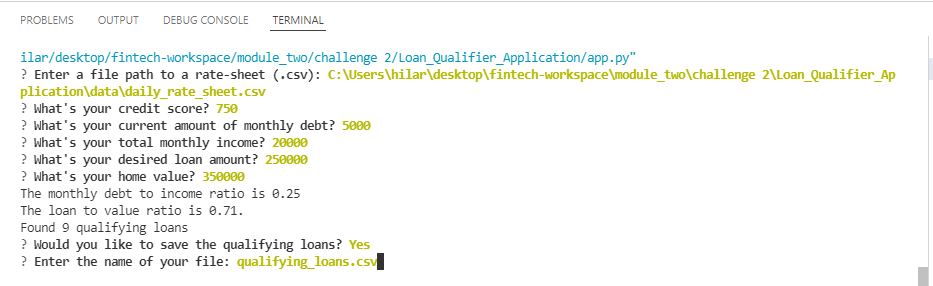 PROBLEMS OUTPUT DEBUG CONSOLE TERMINAL
ilar/desktop/fintech-workspace/module_two/challenge 2/Loan_Qualifier_Application/app.py"
? Enter a file path to a rate-sheet (.csv): C:\Users\hilar\desktop\fintech-workspace\module_two\challenge 2\Loan_Qualifier_Ap
plication\data\daily_rate_sheet.csv
? What's your credit score? 750
? What's your current amount of monthly debt? 5000
? What's your total monthly income? 20000
? What's your desired loan amount? 250000
? What's your home value? 350000
The monthly debt to income ratio is 0.25
The loan to value ratio is 0.71.
Found 9 qualifying loans
? Would you like to save the qualifying loans? Yes
? Enter the name of your file: qualifying_loans.csv